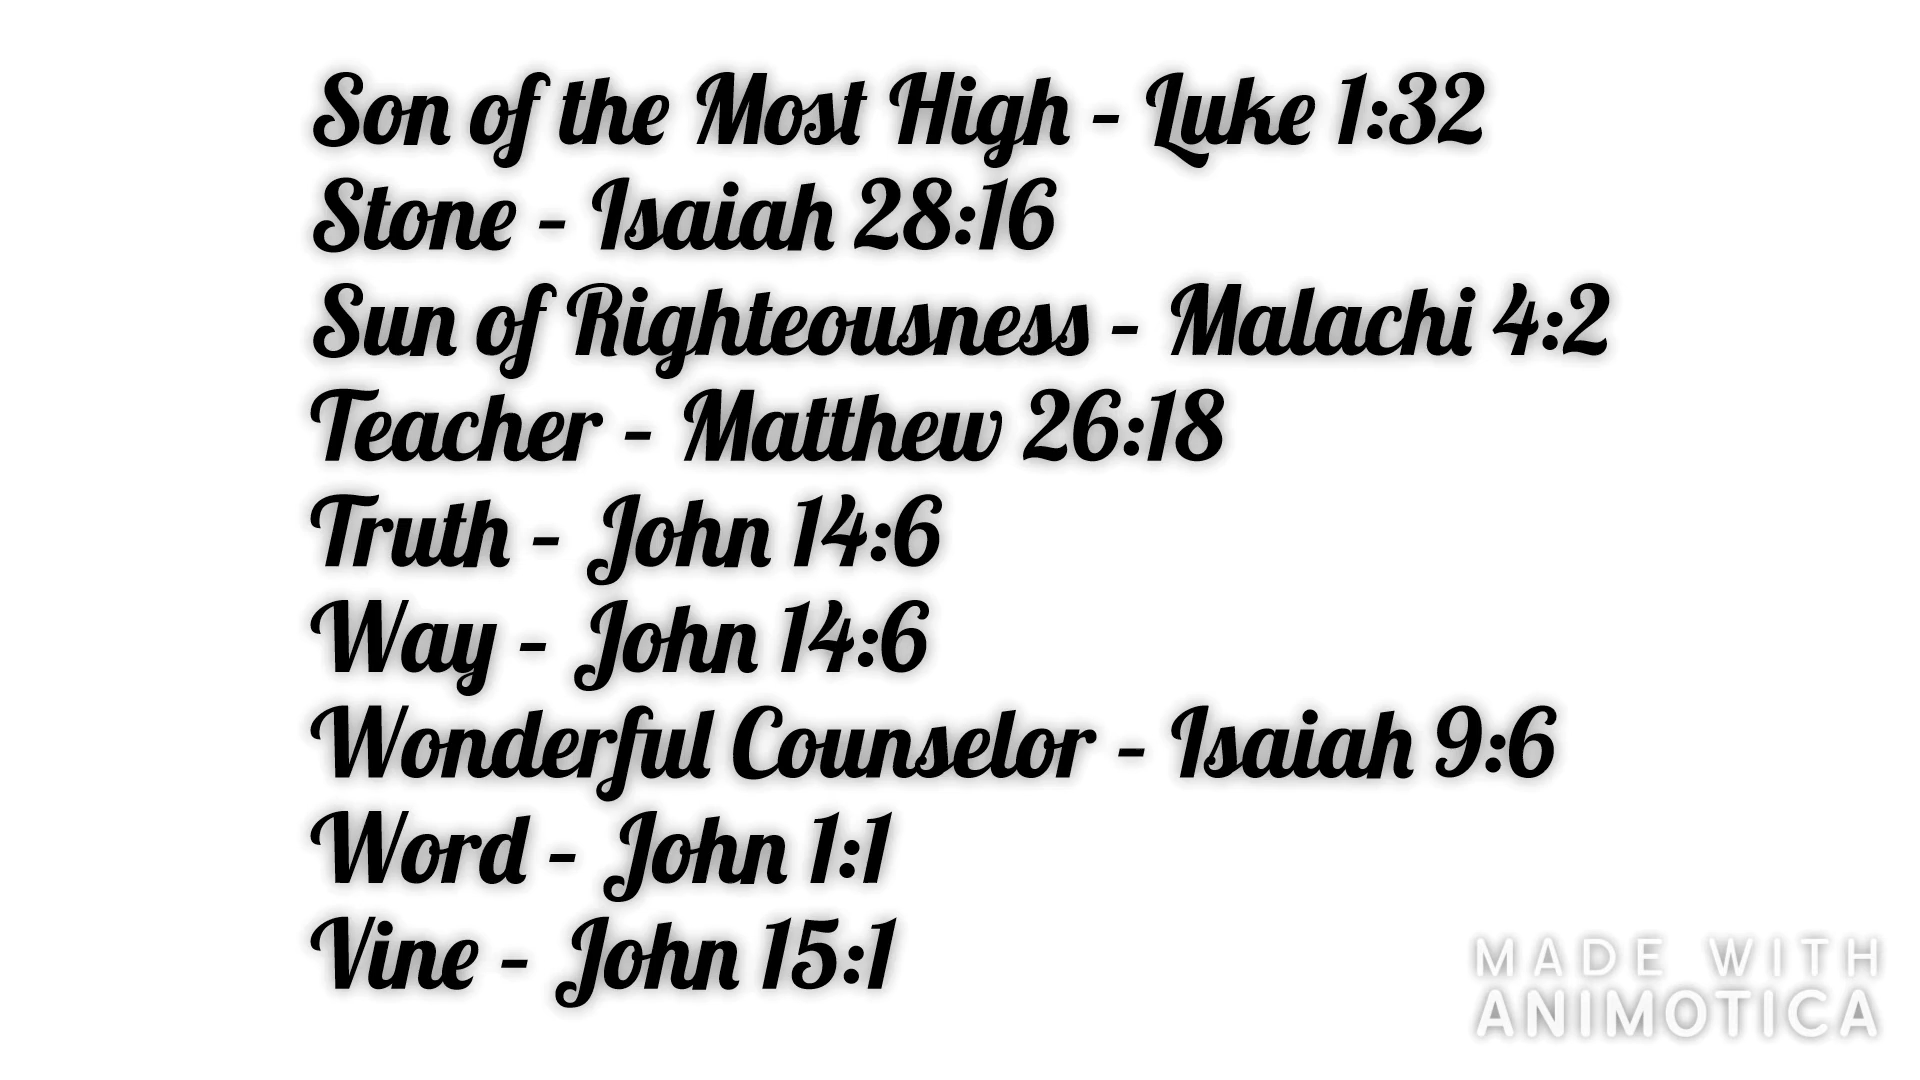 Son of the Most High - Luke 1:32
Stone - Isaiah 28:16
Sun of Righteousness - Malachi 4:2
Teacher - Matthew 26:18
Truth - John 14:6
Way - John 14:6
Wonderful Counselor - Isaiah 9:6
Word - John 1:1
Vine - John 15:1
MADE WITH
ANIMOTICA